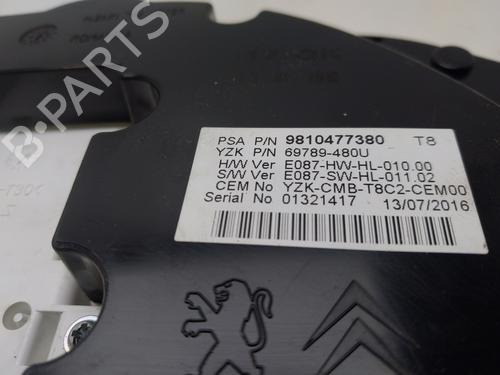 PSA P/N 9810477380 T8
YZK P/N 69789-480U
H/W Ver E087-HW-HL-010.00
S/W Ver E087-SW-HL-011.02
CEM No YZK-CMB-T8C2-CEM00
Serial No 01321417 13/07/2016